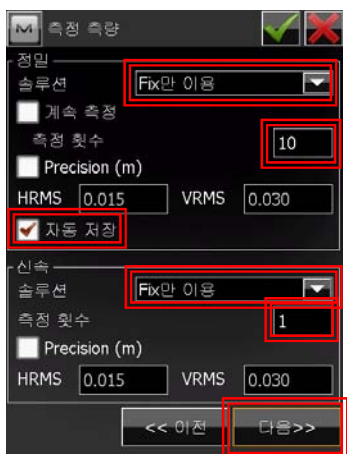 측정 측량
정밀
솔루션 Fix만 이용
계속 측정
측정 횟수 10
Precision (m)
HRMS 0.015 VRMS 0.030
자동 저장
신속
솔루션 Fix만 이용
측정 횟수 1
Precision (m)
HRMS 0.015 VRMS 0.030
<< 이전 다음>>